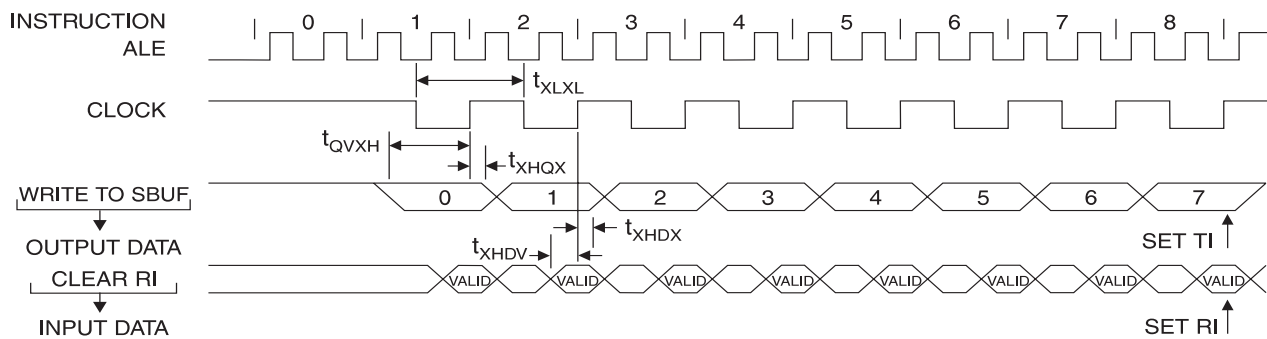 INSTRUCTION 0 1 2 3 4 5 6 7 8
ALE
tXLXL
CLOCK
tQVXH
tXHQX
WRITE TO SBUF 0 1 2 3 4 5 6 7
tXHDX
OUTPUT DATA
SET TI
tXHDV
CLEAR RI
VALID VALID VALID VALID VALID VALID VALID VALID
INPUT DATA
SET RI